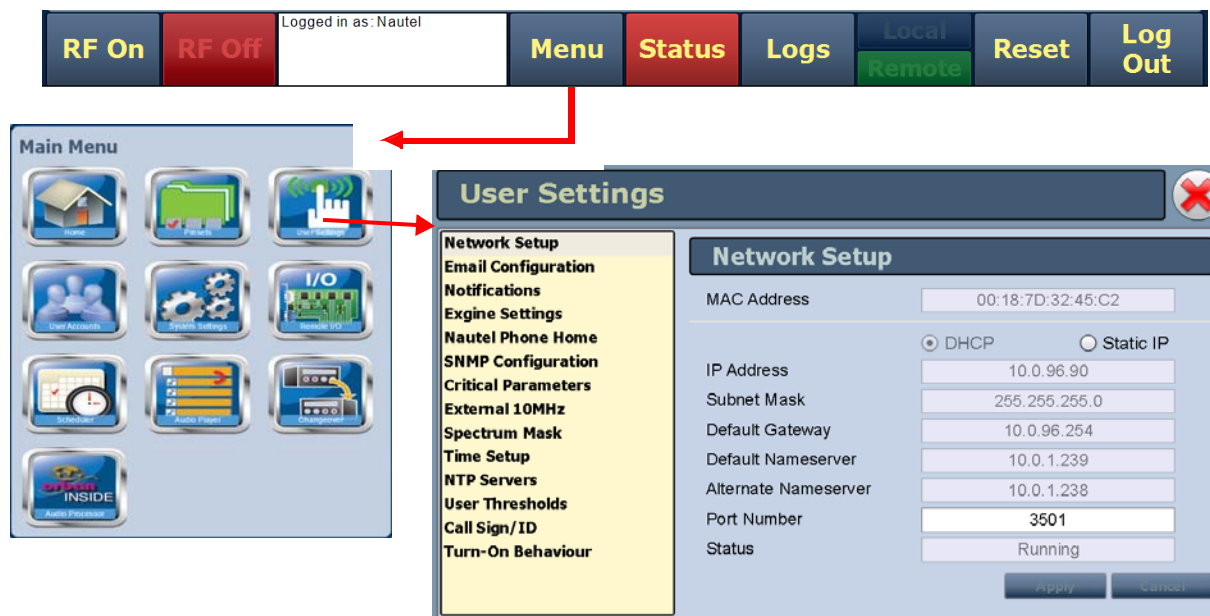 Logged in as: Nautel
RF On
RF Off
Menu
Status
Logs
Local
Remote
Reset
Log
Out
Main Menu
Home
Presets
User Settings
User Accounts
System Settings
I/O
Remote I/O
Scheduler
Audio Player
Changeover
orban
INSIDE
Audio Processor
User Settings
Network Setup
Email Configuration
Notifications
Exgine Settings
Nautel Phone Home
SNMP Configuration
Critical Parameters
External 10MHz
Spectrum Mask
Time Setup
NTP Servers
User Thresholds
Call Sign/ID
Turn-On Behaviour
Network Setup
MAC Address 00:18:7D:32:45:C2
DHCP Static IP
IP Address 10.0.96.90
Subnet Mask 255.255.255.0
Default Gateway 10.0.96.254
Default Nameserver 10.0.1.239
Alternate Nameserver 10.0.1.238
Port Number 3501
Status Running
Apply Cancel